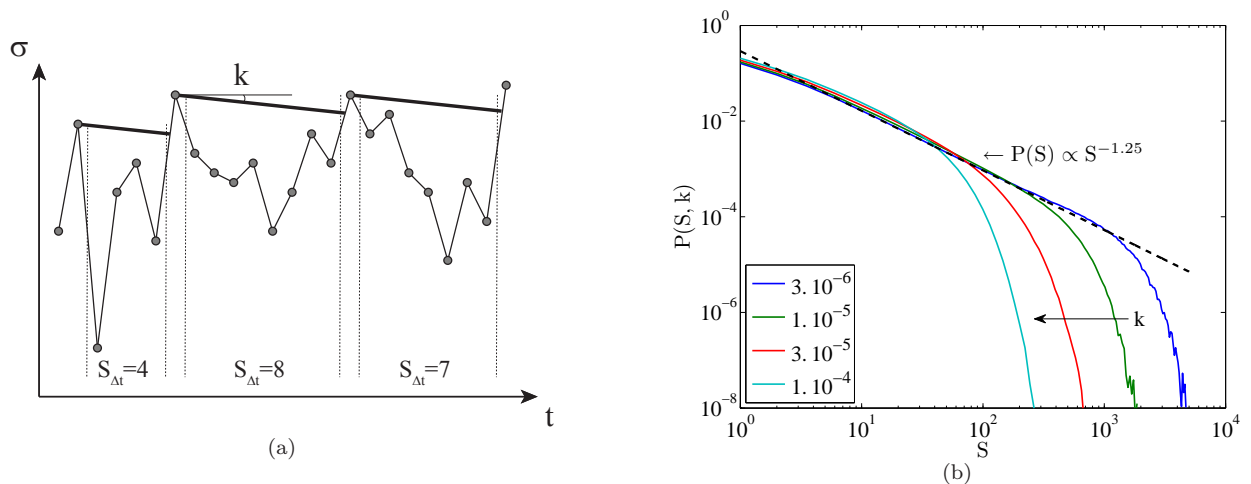 σ
k
S_Δt=4
S_Δt=8
S_Δt=7
t
(a)
10^0
10^-2
10^-4
10^-6
10^-8
P(S, k)
← P(S) ∝ S^-1.25
3. 10^-6
1. 10^-5
3. 10^-5
1. 10^-4
k
10^0
10^1
10^2
10^3
10^4
S
(b)